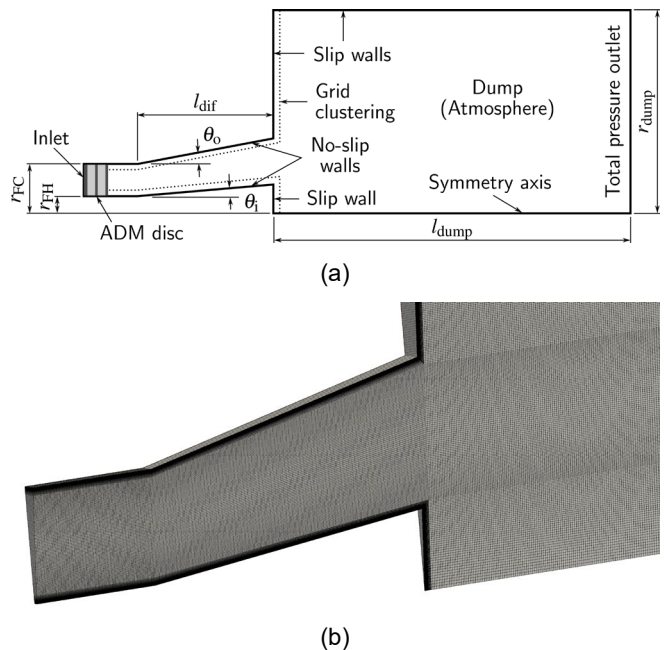 Slip walls
Grid
clustering
No-slip
walls
Slip wall
Dump
(Atmosphere)
Symmetry axis
Total pressure outlet
r_dump
l_dump
l_dif
θ_o
θ_i
Inlet
r_FC
r_FH
ADM disc
(a)
(b)